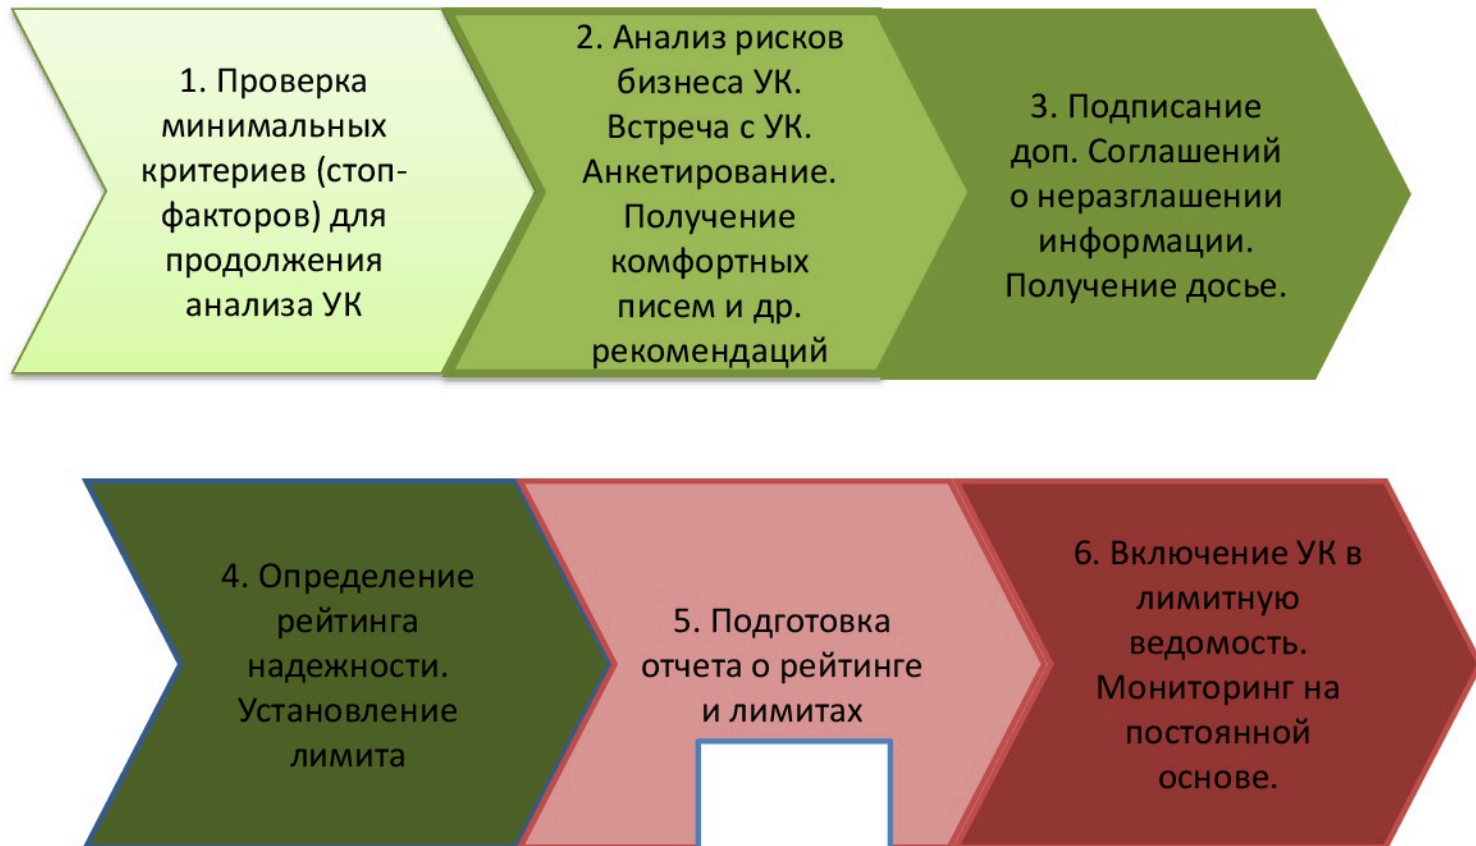 1. Проверка
минимальных
критериев (стоп-
факторов) для
продолжения
анализа УК
2. Анализ рисков
бизнеса УК.
Встреча с УК.
Анкетирование.
Получение
комфортных
писем и др.
рекомендаций
3. Подписание
доп. Соглашений
о неразглашении
информации.
Получение досье.
4. Определение
рейтинга
надежности.
Установление
лимита
5. Подготовка
отчета о рейтинге
и лимитах
6. Включение УК в
лимитную
ведомость.
Мониторинг на
постоянной
основе.